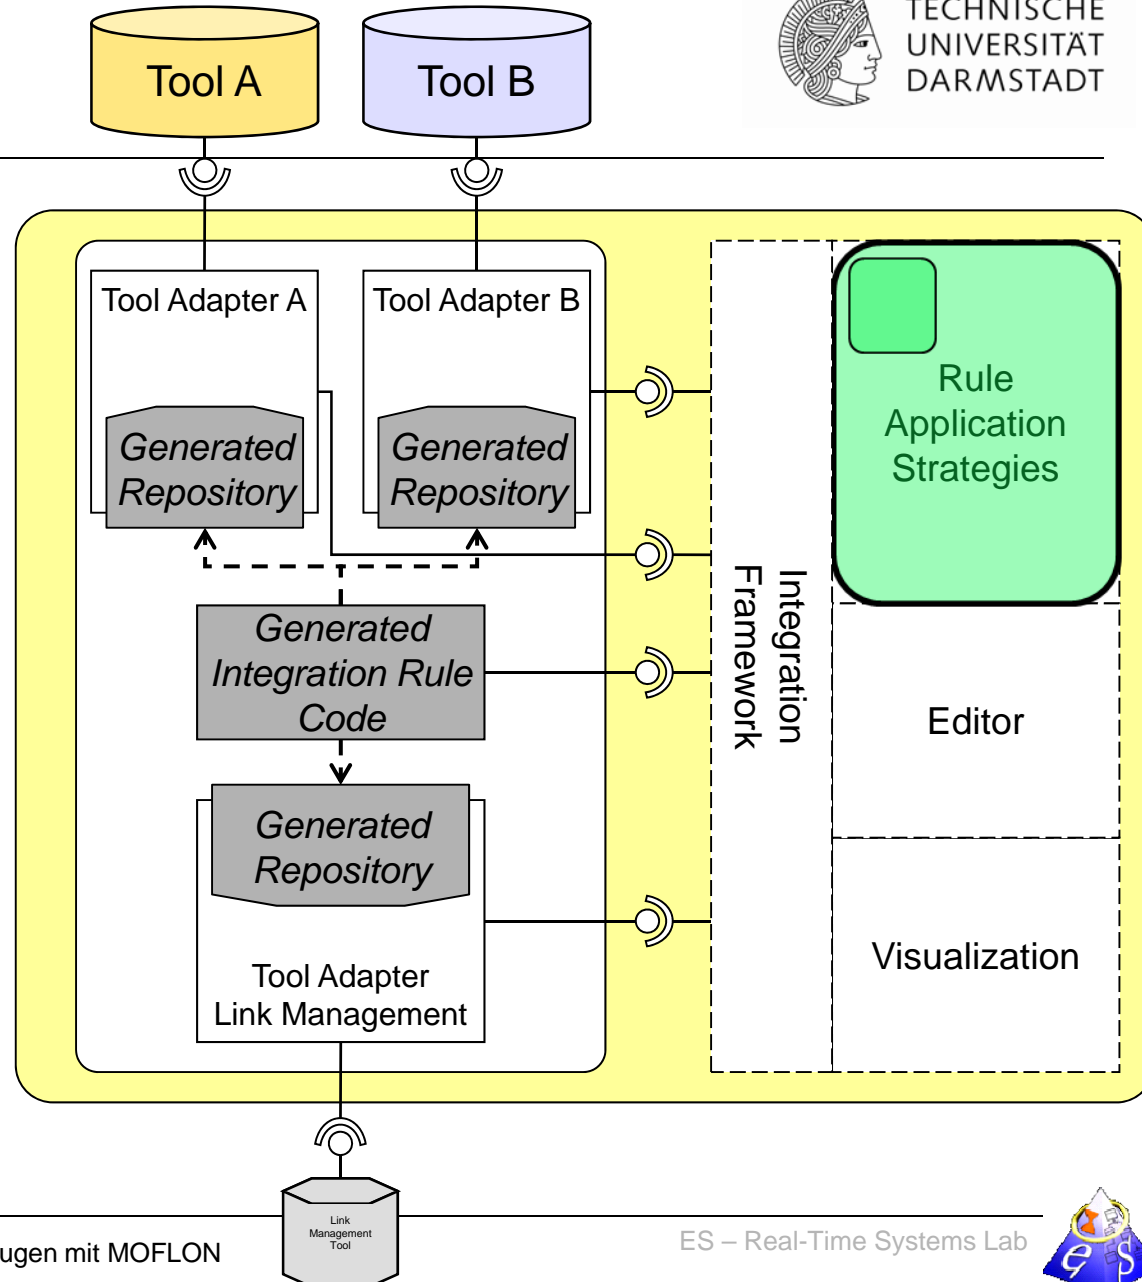 TECHNISCHE
UNIVERSITÄT
DARMSTADT
Tool A
Tool B
Tool Adapter A
Tool Adapter B
Generated
Repository
Generated
Repository
Rule
Application
Strategies
Integration
Framework
Generated
Integration Rule
Code
Editor
Generated
Repository
Visualization
Tool Adapter
Link Management
Link
Management
Tool
ugen mit MOFLON
ES – Real-Time Systems Lab
es